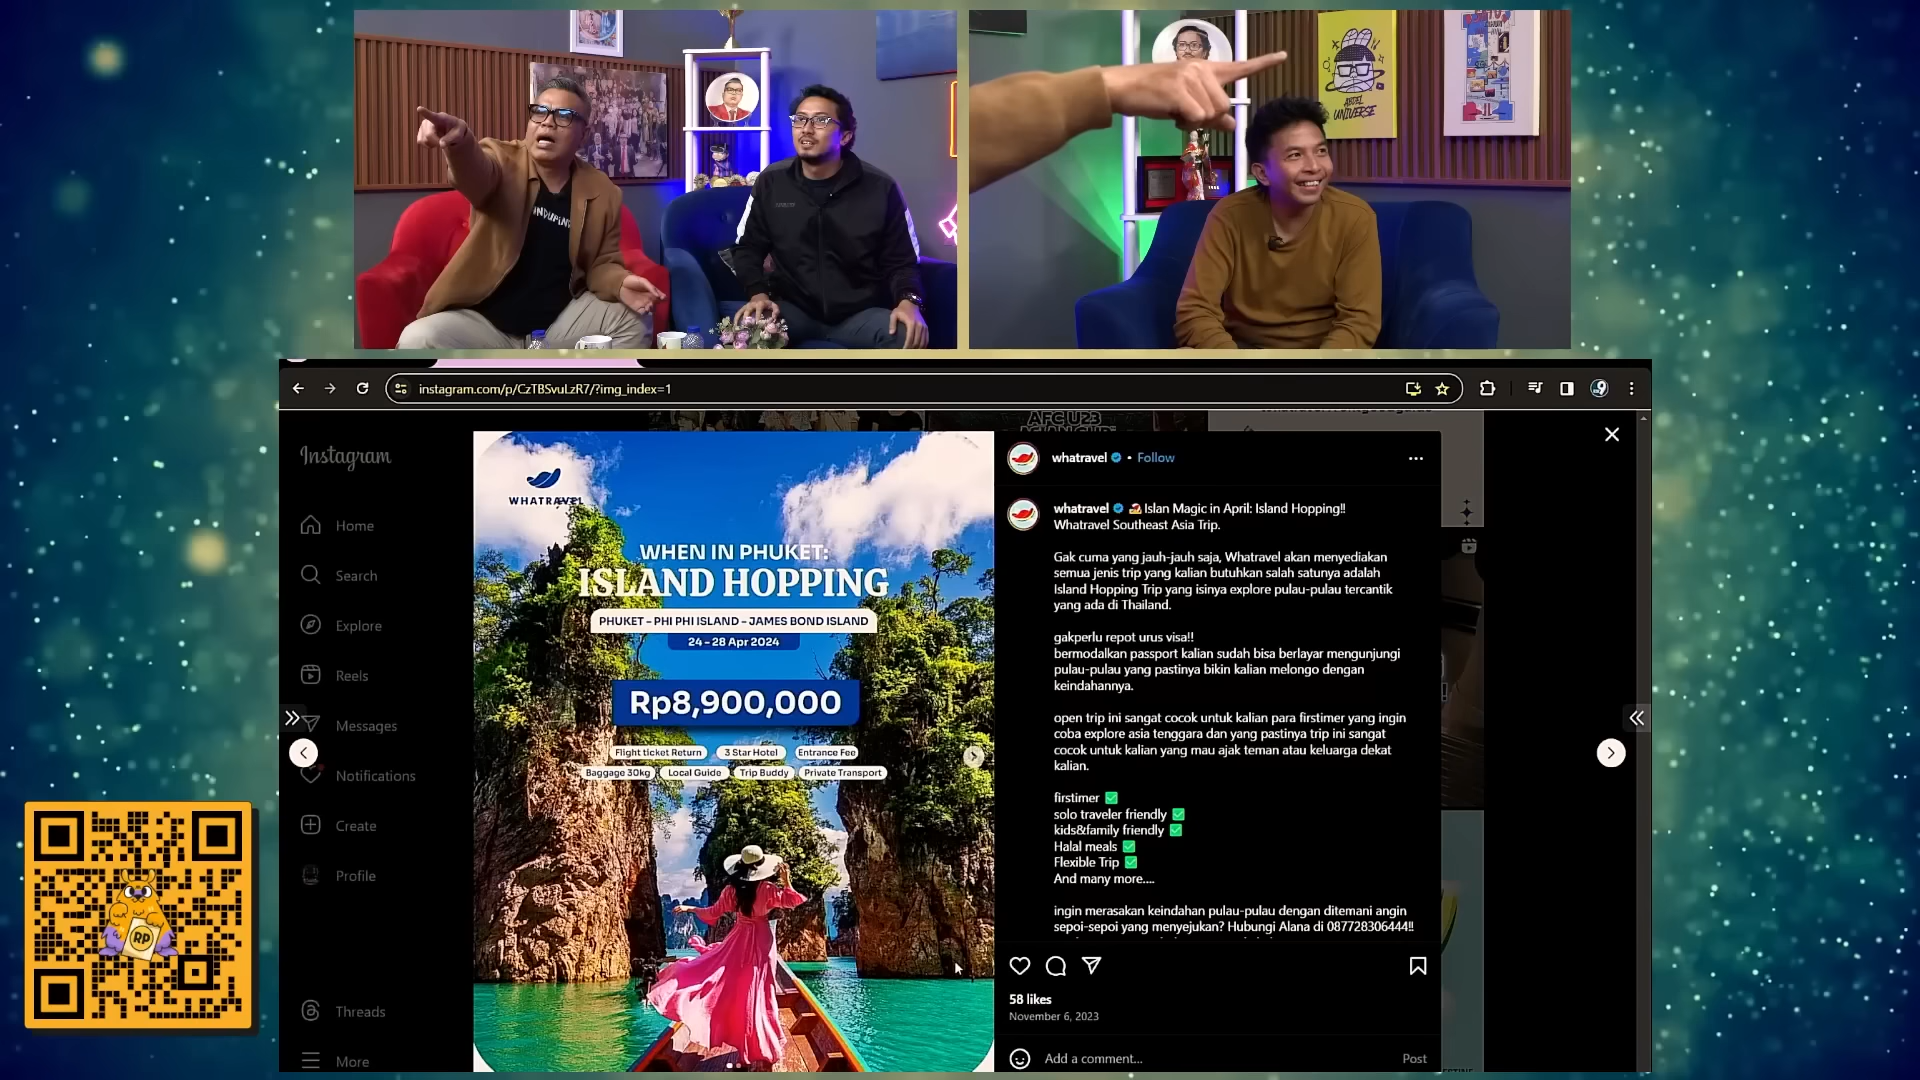 INDUPING
ABDEL
UNIVERSE
instagram.com/p/CzTBSvuLzR7/?img_index=1
AFC U23
Instagram
Home
Search
Explore
Reels
Messages
Notifications
Create
Profile
Threads
More
WHATRAVEL
WHEN IN PHUKET:
ISLAND HOPPING
PHUKET – PHI PHI ISLAND – JAMES BOND ISLAND
24 – 28 Apr 2024
Rp8,900,000
Flight ticket Return 3 Star Hotel Entrance Fee
Baggage 30kg Local Guide Trip Buddy Private Transport
whatravel • Follow
whatravel Islan Magic in April: Island Hopping!!
Whatravel Southeast Asia Trip.
Gak cuma yang jauh-jauh saja, Whatravel akan menyediakan
semua jenis trip yang kalian butuhkan salah satunya adalah
Island Hopping Trip yang isinya explore pulau-pulau tercantik
yang ada di Thailand.
gakperlu repot urus visa!!
bermodalkan passport kalian sudah bisa berlayar mengunjungi
pulau-pulau yang pastinya bikin kalian melongo dengan
keindahannya.
open trip ini sangat cocok untuk kalian para firstimer yang ingin
coba explore asia tenggara dan yang pastinya trip ini sangat
cocok untuk kalian yang mau ajak teman atau keluarga dekat
kalian.
firstimer ✅
solo traveler friendly ✅
kids&family friendly ✅
Halal meals ✅
Flexible Trip ✅
And many more....
ingin merasakan keindahan pulau-pulau dengan ditemani angin
sepoi-sepoi yang menyejukan? Hubungi Alana di 087728306444!!
58 likes
November 6, 2023
Add a comment... Post
RP